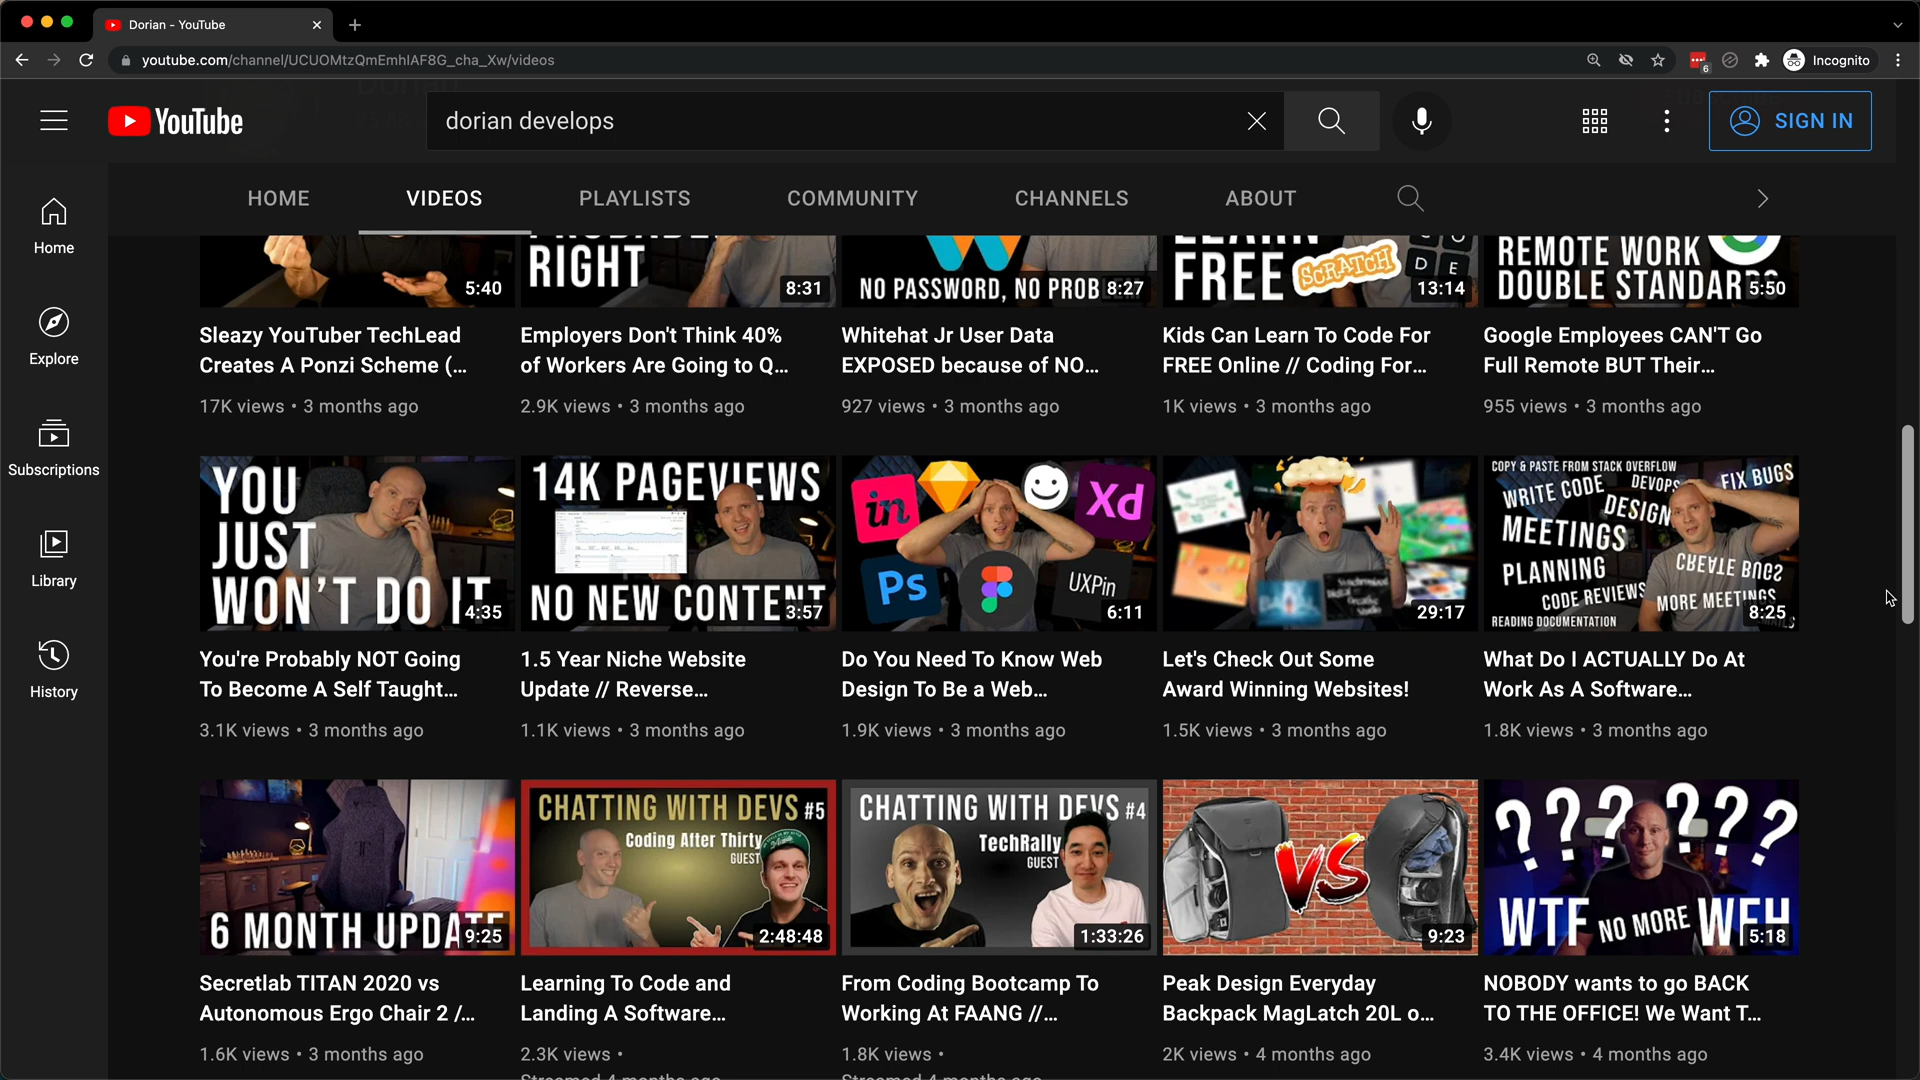 Dorian - YouTube
youtube.com/channel/UCUOMtzQmEmhIAF8G_cha_Xw/videos
6
Incognito
YouTube
dorian develops
SIGN IN
HOME
VIDEOS
PLAYLISTS
COMMUNITY
CHANNELS
ABOUT
Home
Explore
Subscriptions
Library
History
5:40
RIGHT
8:31
NO PASSWORD, NO PROB
8:27
LEARN
FREE
SCRATCH
C O
D E
13:14
REMOTE WORK
DOUBLE STANDARDS
5:50
Sleazy YouTuber TechLead
Creates A Ponzi Scheme (...
17K views • 3 months ago
Employers Don't Think 40%
of Workers Are Going to Q...
2.9K views • 3 months ago
Whitehat Jr User Data
EXPOSED because of NO...
927 views • 3 months ago
Kids Can Learn To Code For
FREE Online // Coding For...
1K views • 3 months ago
Google Employees CAN'T Go
Full Remote BUT Their...
955 views • 3 months ago
YOU
JUST
WON'T DO IT
4:35
14K PAGEVIEWS
NO NEW CONTENT
3:57
in
Xd
Ps
UXPin
6:11
29:17
COPY & PASTE FROM STACK OVERFLOW
WRITE CODE
DEVOPS
FIX BUGS
DESIGN
MEETINGS
PLANNING
CREATE BUGS
CODE REVIEWS
MORE MEETINGS
READING DOCUMENTATION
8:25
You're Probably NOT Going
To Become A Self Taught...
3.1K views • 3 months ago
1.5 Year Niche Website
Update // Reverse...
1.1K views • 3 months ago
Do You Need To Know Web
Design To Be a Web...
1.9K views • 3 months ago
Let's Check Out Some
Award Winning Websites!
1.5K views • 3 months ago
What Do I ACTUALLY Do At
Work As A Software...
1.8K views • 3 months ago
6 MONTH UPDATE
9:25
CHATTING WITH DEVS #5
Coding After Thirty
GUEST
2:48:48
CHATTING WITH DEVS #4
TechRally
GUEST
1:33:26
VS
9:23
??? ???
WTF NO MORE WFH
5:18
Secretlab TITAN 2020 vs
Autonomous Ergo Chair 2 /...
1.6K views • 3 months ago
Learning To Code and
Landing A Software...
2.3K views •
Streamed 4 months ago
From Coding Bootcamp To
Working At FAANG //...
1.8K views •
Streamed 4 months ago
Peak Design Everyday
Backpack MagLatch 20L o...
2K views • 4 months ago
NOBODY wants to go BACK
TO THE OFFICE! We Want T...
3.4K views • 4 months ago